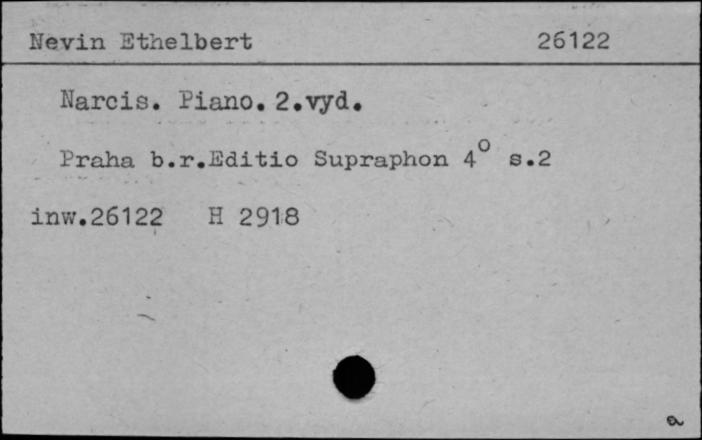 Nevin Ethelbert 26122
Narcis. Piano. 2.vyd.
Praha b.r.Editio Supraphon 4° s.2
inw.26122 H 2918